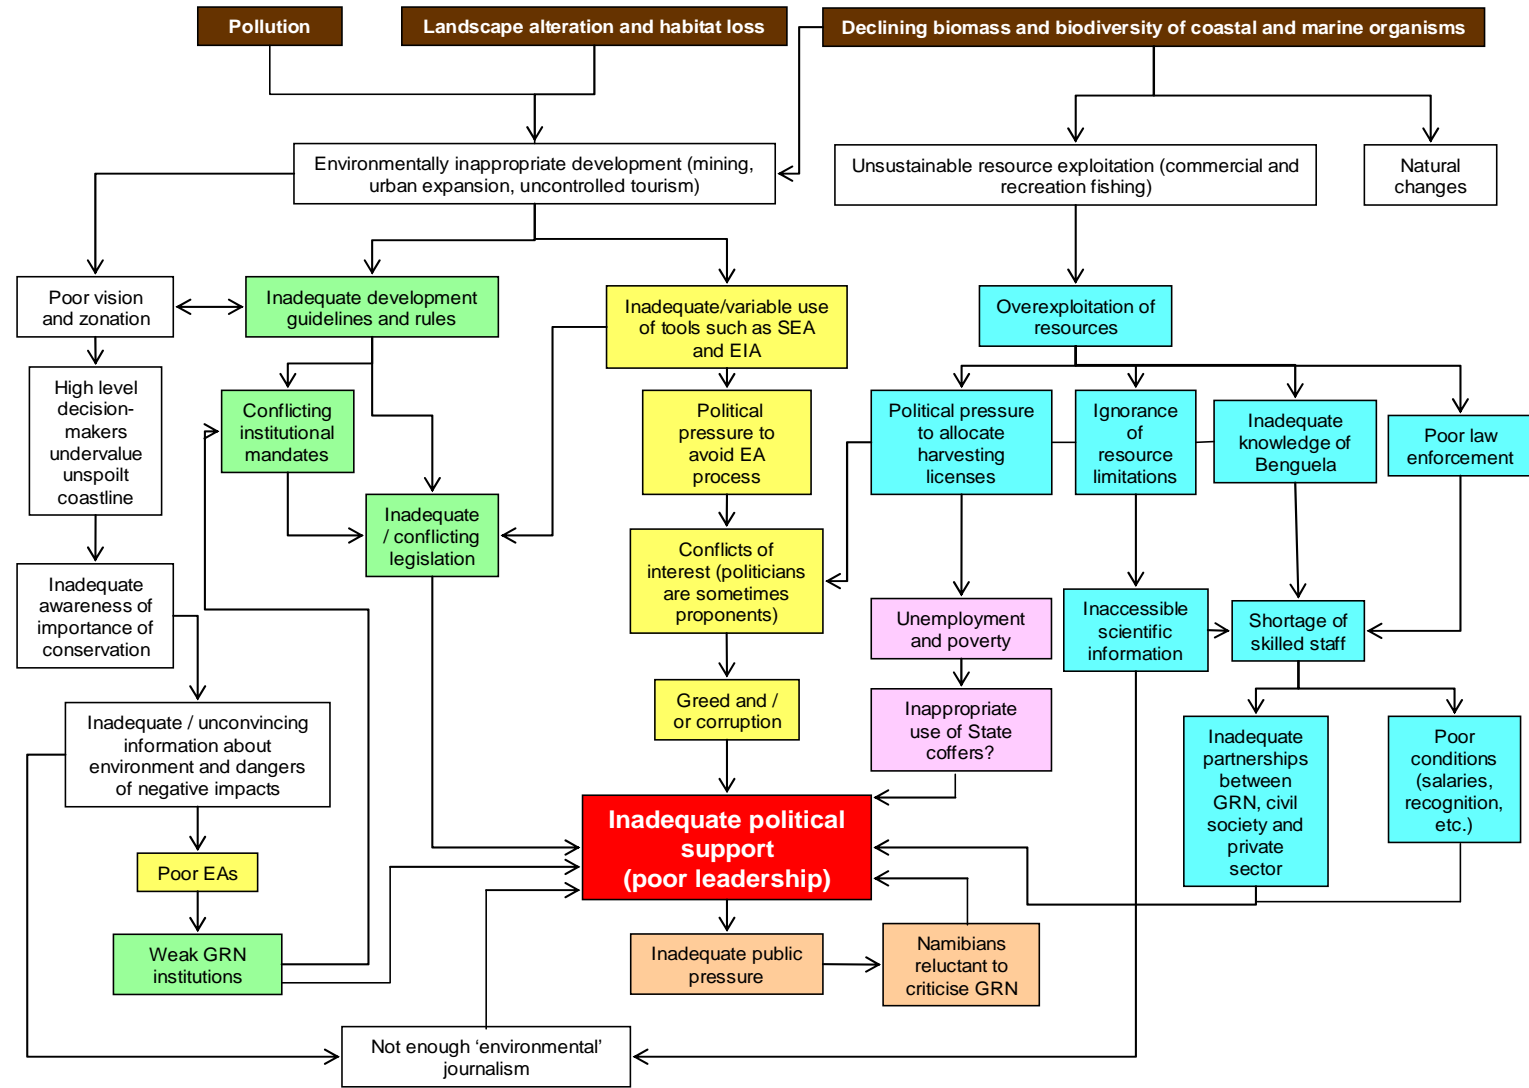 Pollution
Landscape alteration and habitat loss
Declining biomass and biodiversity of coastal and marine organisms
Environmentally inappropriate development (mining,
urban expansion, uncontrolled tourism)
Unsustainable resource exploitation (commercial and
recreation fishing)
Natural
changes
Poor vision
and zonation
Inadequate development
guidelines and rules
Inadequate/variable use
of tools such as SEA
and EIA
Overexploitation of
resources
High level
decision-
makers
undervalue
unspoilt
coastline
Conflicting
institutional
mandates
Political
pressure to
avoid EA
process
Political pressure
to allocate
harvesting
licenses
Ignorance
of
resource
limitations
Inadequate
knowledge of
Benguela
Poor law
enforcement
Inadequate
/ conflicting
legislation
Conflicts of
interest (politicians
are sometimes
proponents)
Inadequate
awareness of
importance of
conservation
Unemployment
and poverty
Inaccessible
scientific
information
Shortage of
skilled staff
Greed and /
or corruption
Inappropriate
use of State
coffers?
Inadequate / unconvincing
information about
environment and dangers
of negative impacts
Inadequate
partnerships
between
GRN, civil
society and
private
sector
Poor
conditions
(salaries,
recognition,
etc.)
Inadequate political
support
(poor leadership)
Poor EAs
Weak GRN
institutions
Inadequate public
pressure
Namibians
reluctant to
criticise GRN
Not enough ‘environmental’
journalism